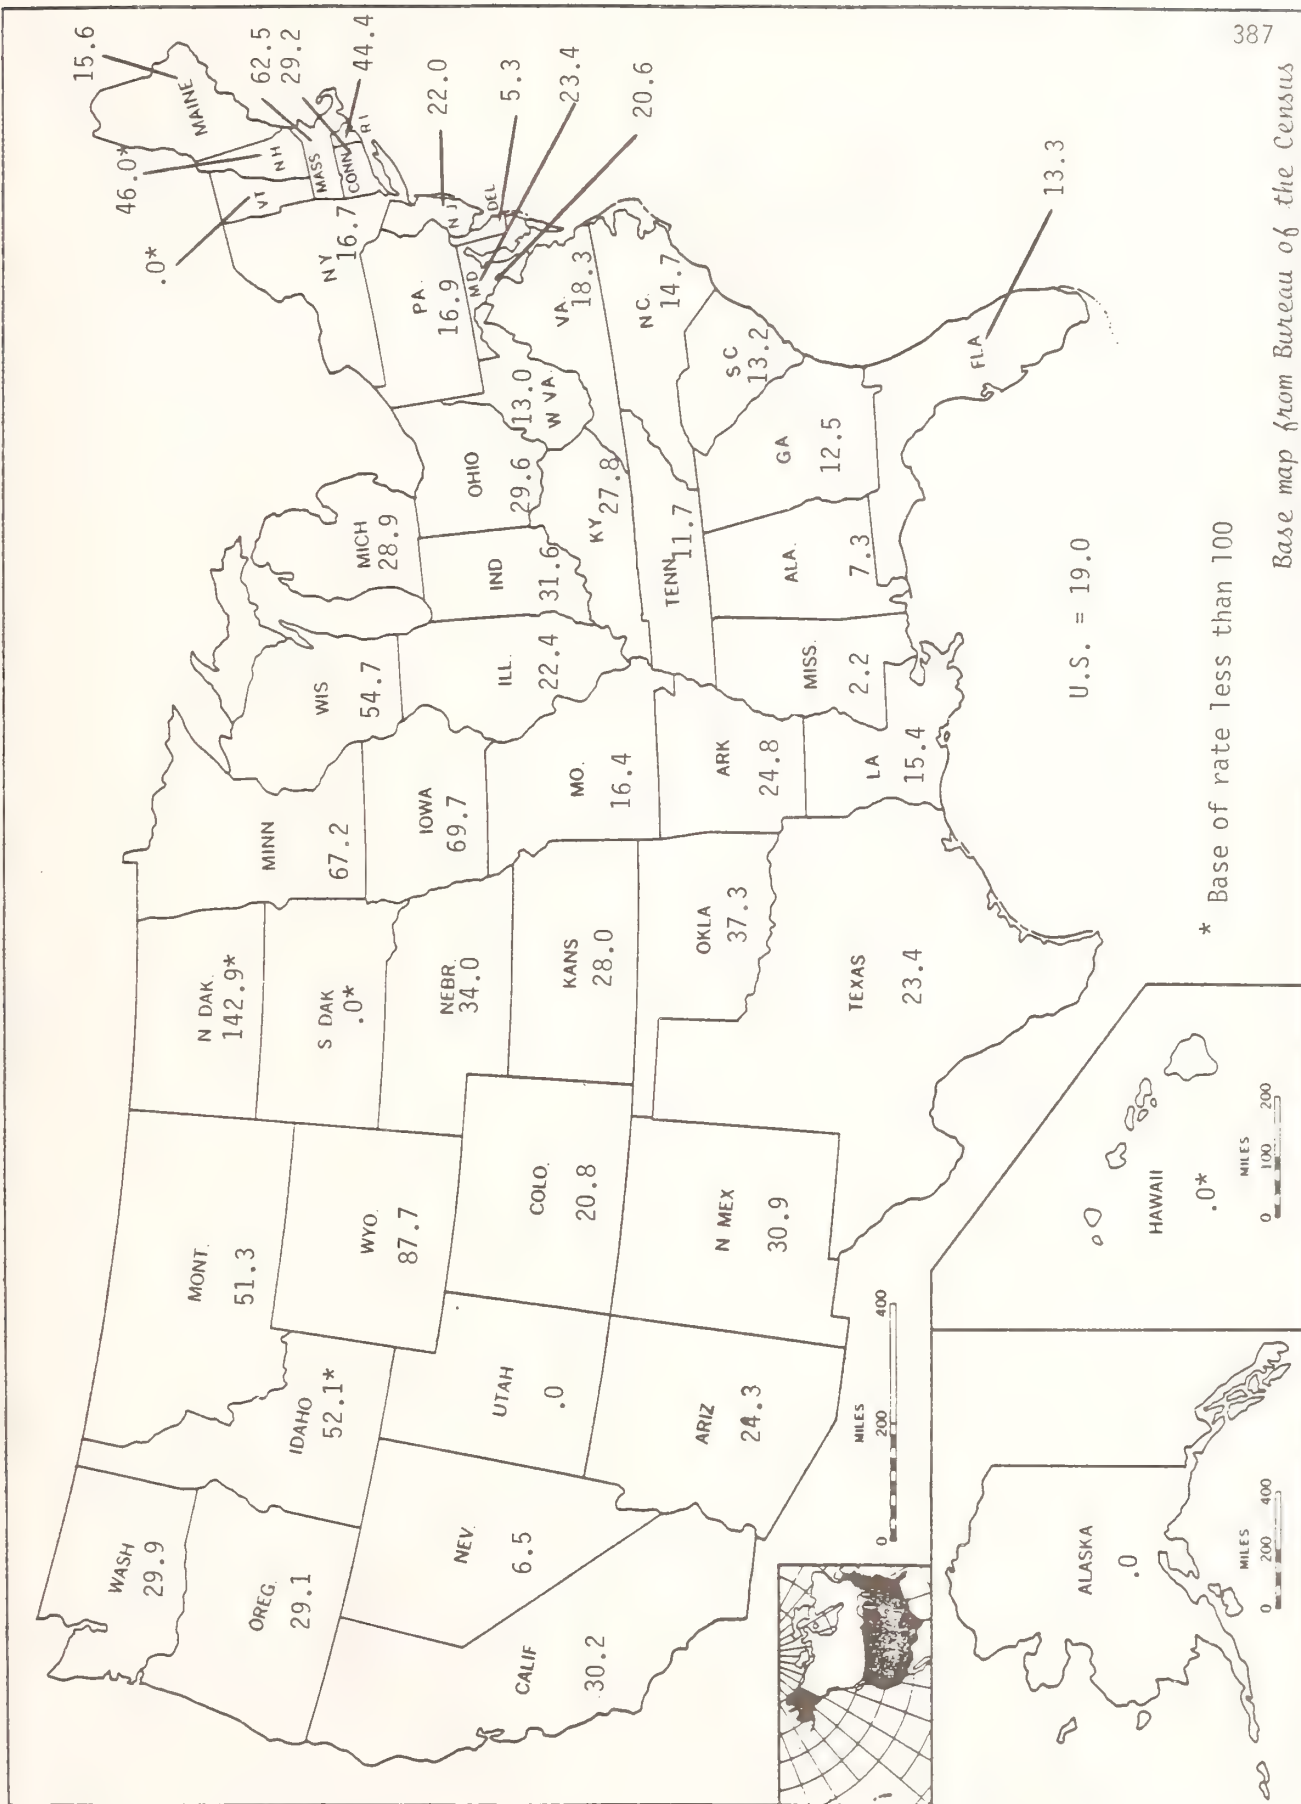 387
WASH
29.9
OREG.
29.1
CALIF
30.2
NEV.
6.5
IDAHO
52.1*
MONT.
51.3
WYO.
87.7
UTAH
.0
ARIZ
24.3
COLO.
20.8
N MEX
30.9
N DAK.
142.9*
S DAK
.0*
NEBR.
34.0
KANS
28.0
OKLA
37.3
TEXAS
23.4
MINN
67.2
IOWA
69.7
MO.
16.4
ARK
24.8
LA
15.4
WIS
54.7
ILL.
22.4
MISS.
2.2
MICH
28.9
IND
31.6
OHIO
29.6
KY
27.8
TENN
11.7
ALA.
7.3
GA
12.5
FLA
13.3
SC
13.2
N C.
14.7
VA.
18.3
13.0
W VA.
PA.
16.9
NY
16.7
VT
.0*
NH
46.0*
MAINE
15.6
MASS
62.5
CONN
29.2
RI
44.4
N J
22.0
DEL
5.3
MD
23.4
20.6
U.S. = 19.0
* Base of rate less than 100
MILES
0 200 400
ALASKA
.0
MILES
0 200 400
HAWAII
.0*
MILES
0 100 200
Base map from Bureau of the Census